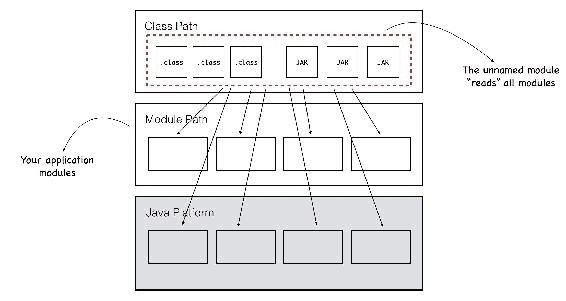 Class Path
.class .class .class JAR JAR JAR
The unnamed module
"reads" all modules
Module Path
Your application
modules
Java Platform